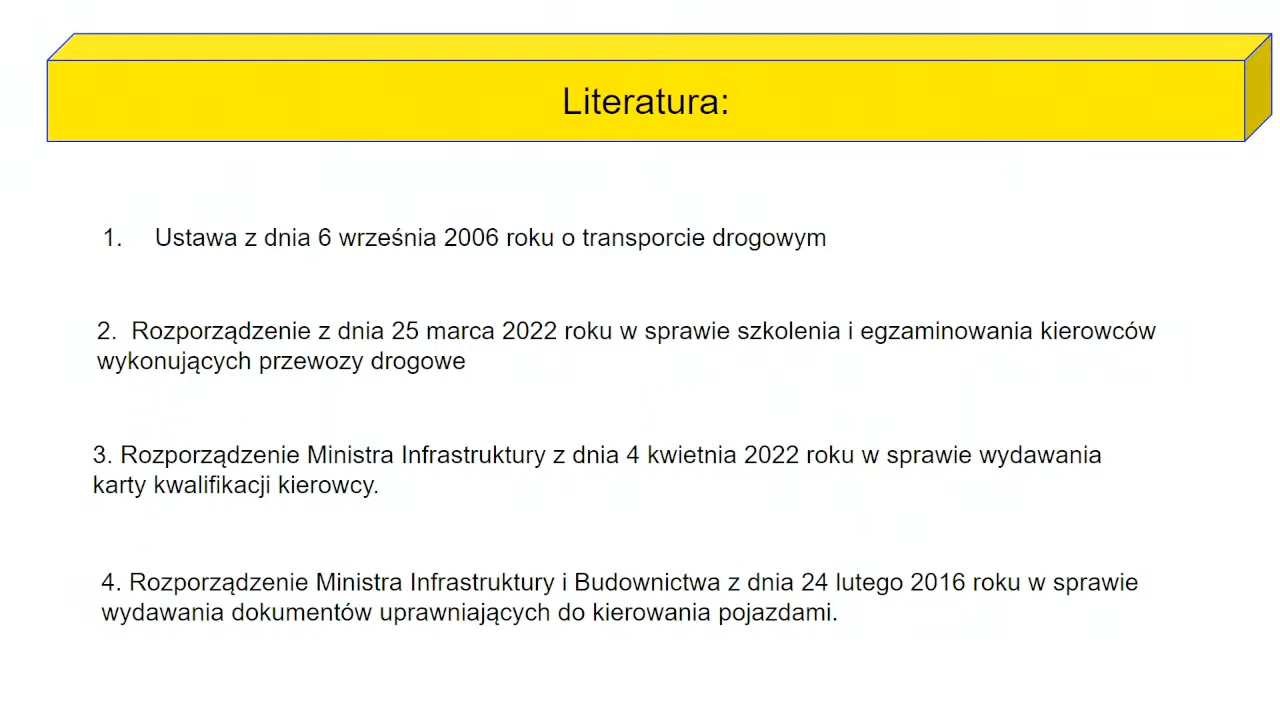 Literatura:
1. Ustawa z dnia 6 września 2006 roku o transporcie drogowym
2. Rozporządzenie z dnia 25 marca 2022 roku w sprawie szkolenia i egzaminowania kierowców
wykonujących przewozy drogowe
3. Rozporządzenie Ministra Infrastruktury z dnia 4 kwietnia 2022 roku w sprawie wydawania
karty kwalifikacji kierowcy.
4. Rozporządzenie Ministra Infrastruktury i Budownictwa z dnia 24 lutego 2016 roku w sprawie
wydawania dokumentów uprawniających do kierowania pojazdami.